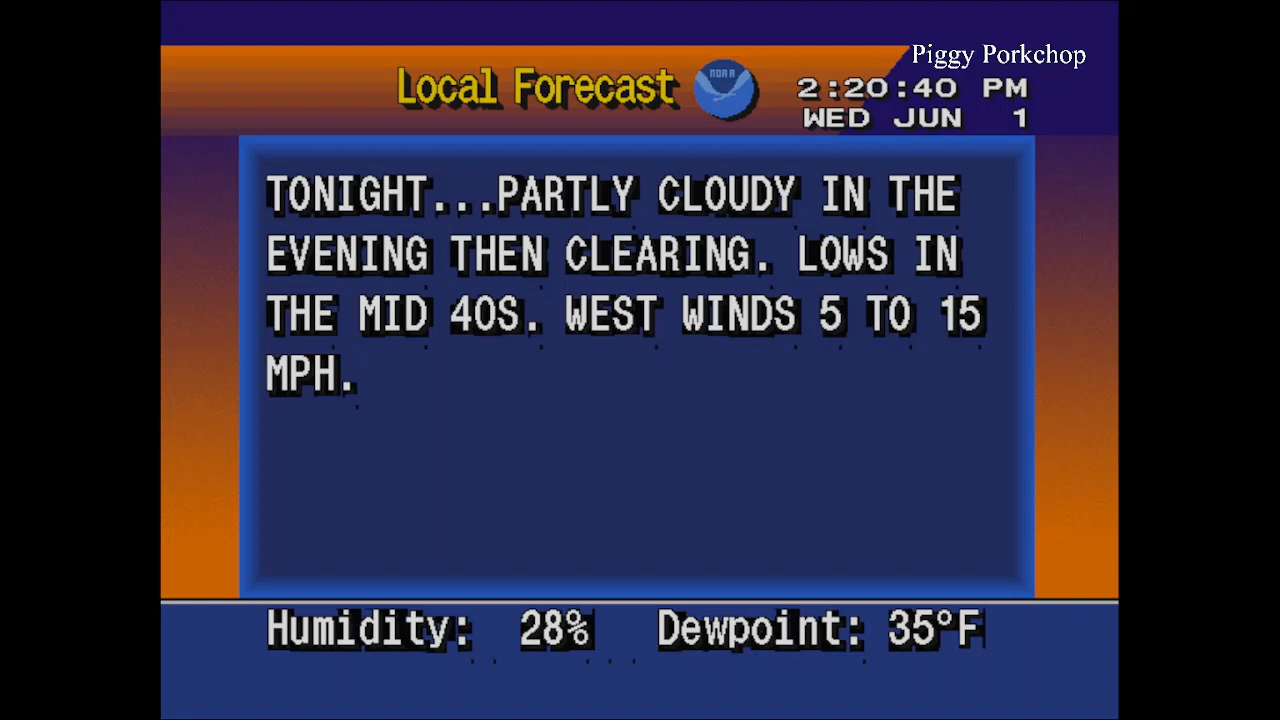 Piggy Porkchop
Local Forecast
NOAA
2:20:40 PM
WED JUN 1
TONIGHT...PARTLY CLOUDY IN THE
EVENING THEN CLEARING. LOWS IN
THE MID 40S. WEST WINDS 5 TO 15
MPH.
Humidity: 28% Dewpoint: 35°F